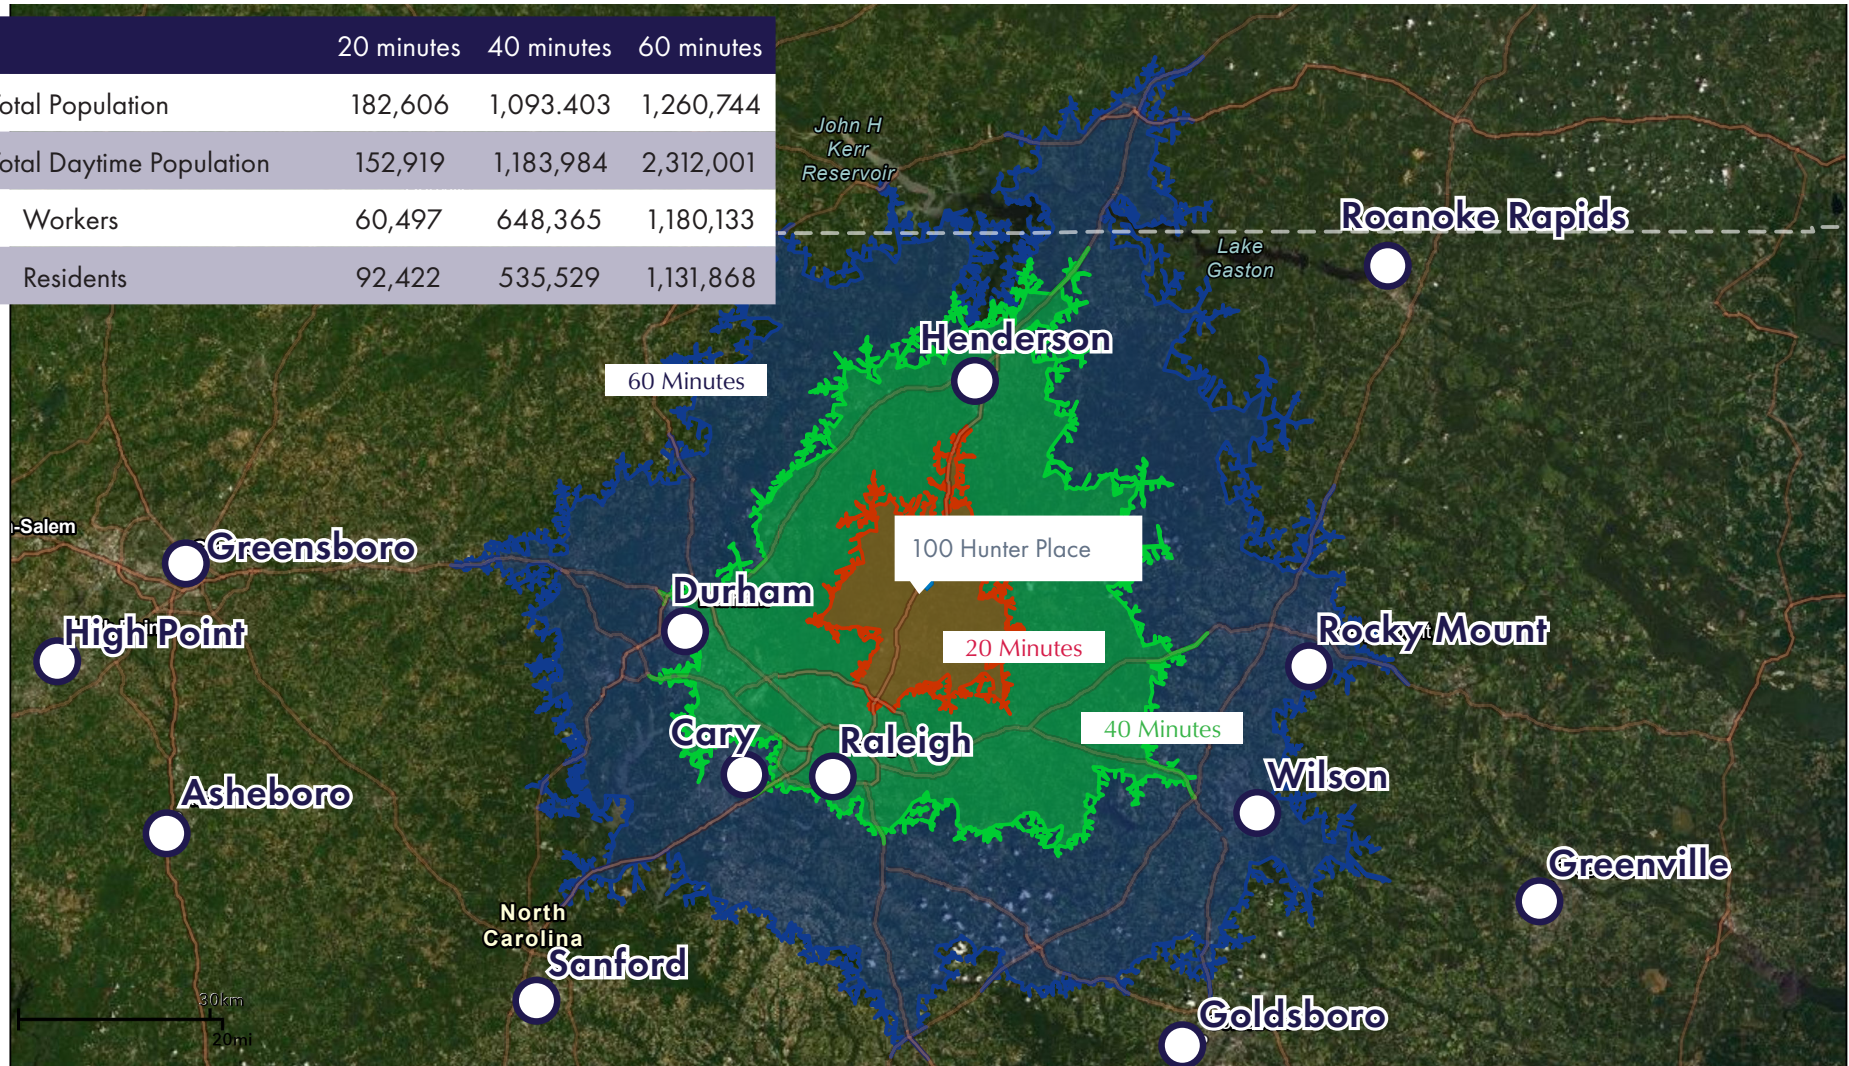 20 minutes 40 minutes 60 minutes
otal Population 182,606 1,093.403 1,260,744
otal Daytime Population 152,919 1,183,984 2,312,001
Workers 60,497 648,365 1,180,133
Residents 92,422 535,529 1,131,868
John H
Kerr
Reservoir
Roanoke Rapids
Lake
Gaston
Henderson
60 Minutes
-Salem
Greensboro
100 Hunter Place
Durham
High Point
20 Minutes
Rocky Mount
40 Minutes
Cary
Raleigh
Wilson
Asheboro
Greenville
North
Carolina
Sanford
30km
20mi
Goldsboro